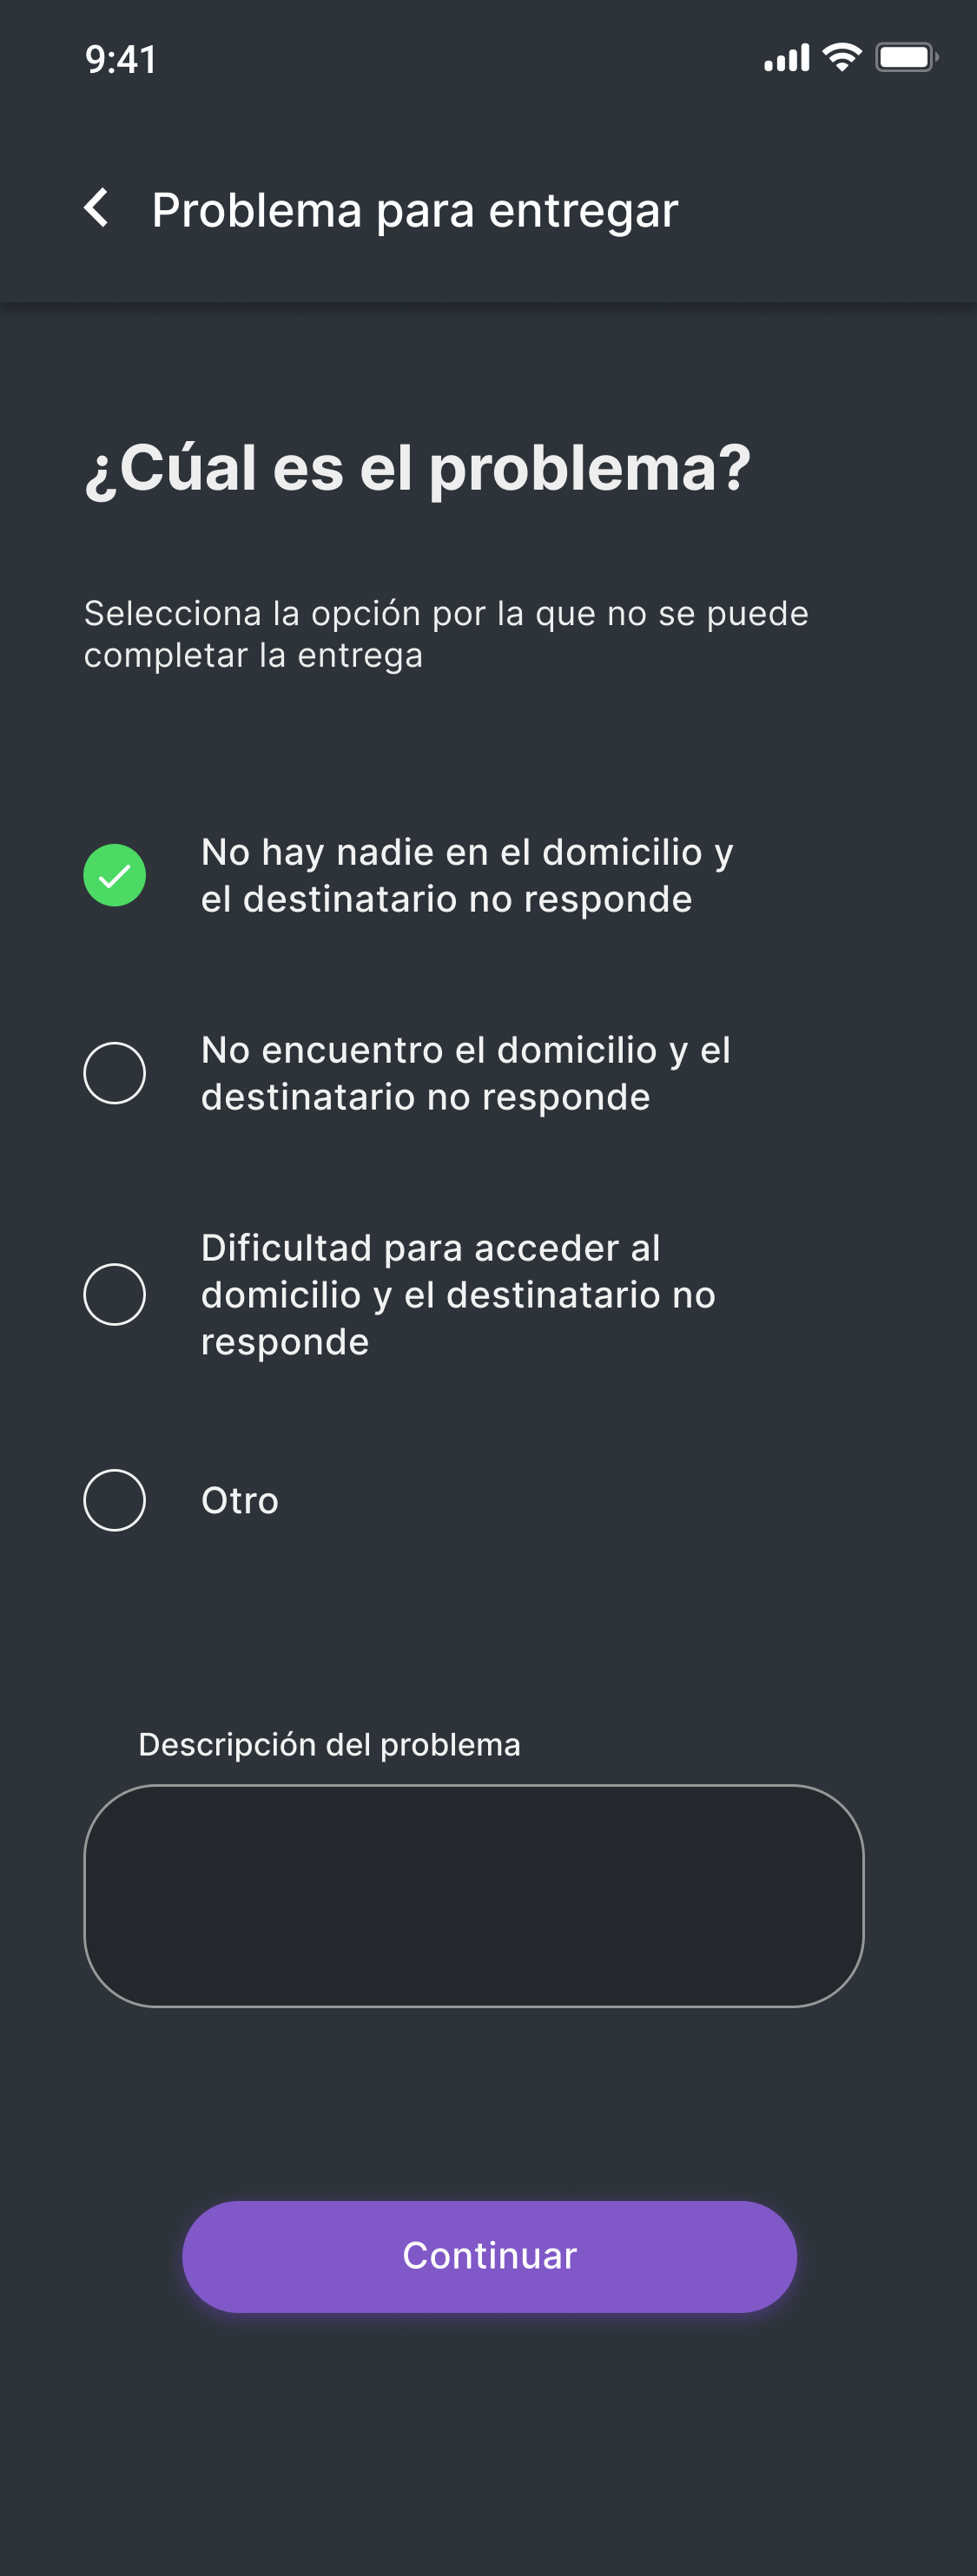 9:41
Problema para entregar
¿Cúal es el problema?
Selecciona la opción por la que no se puede
completar la entrega
No hay nadie en el domicilio y
el destinatario no responde
No encuentro el domicilio y el
destinatario no responde
Dificultad para acceder al
domicilio y el destinatario no
responde
Otro
Descripción del problema
Continuar